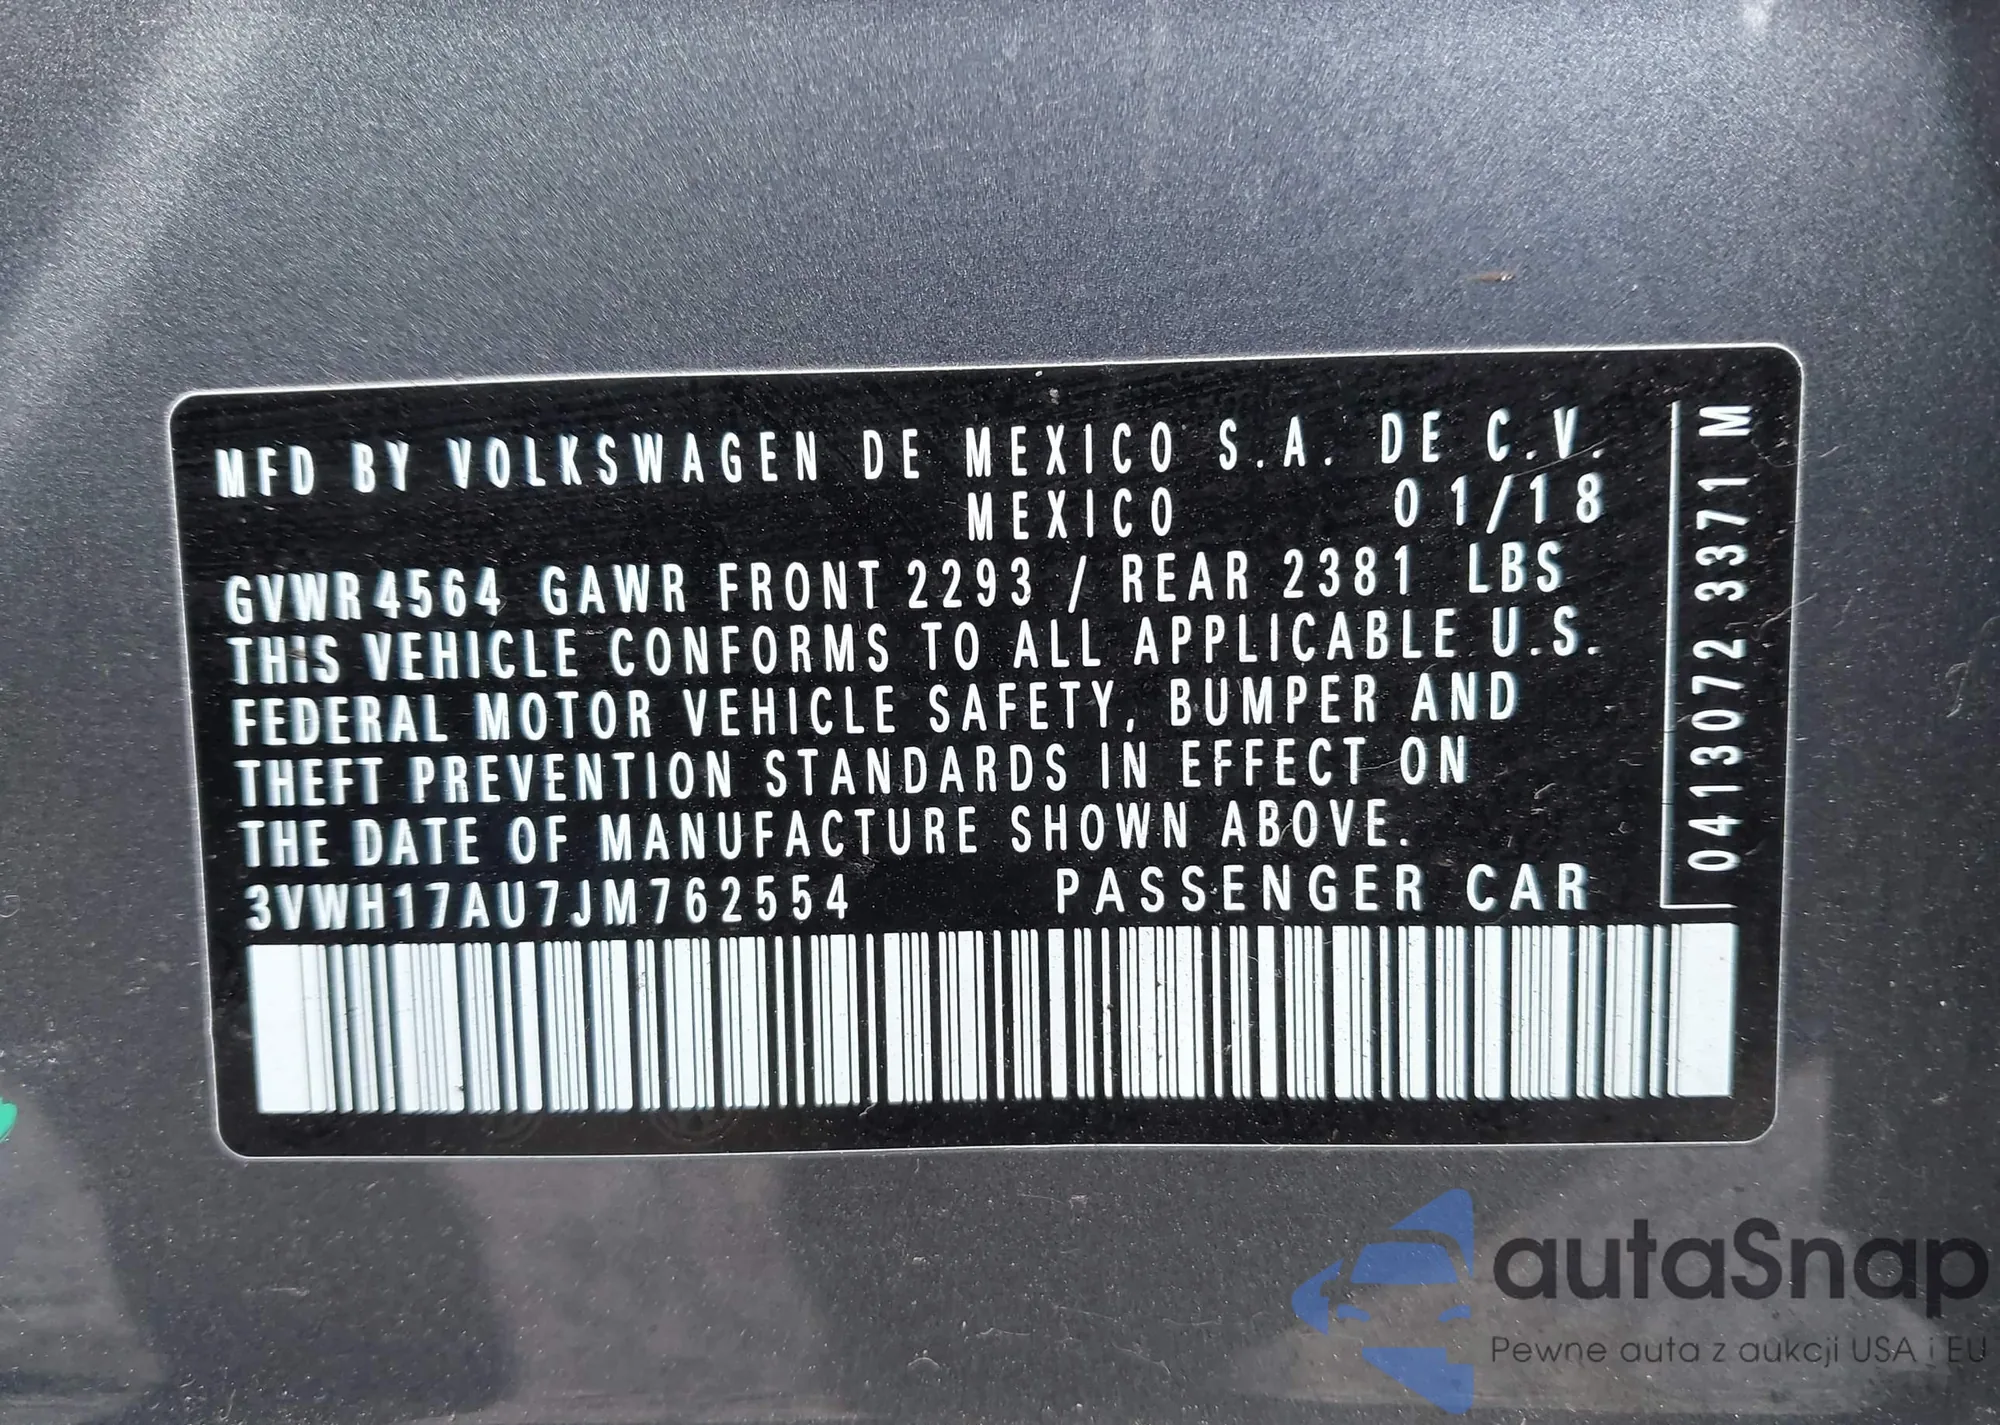 MFD BY VOLKSWAGEN DE MEXICO S.A. DE C.V.
MEXICO 01/18
GVWR 4564 GAWR FRONT 2293 / REAR 2381 LBS
THIS VEHICLE CONFORMS TO ALL APPLICABLE U.S.
FEDERAL MOTOR VEHICLE SAFETY, BUMPER AND
THEFT PREVENTION STANDARDS IN EFFECT ON
THE DATE OF MANUFACTURE SHOWN ABOVE.
3VWH17AU7JM762554 PASSENGER CAR
0413072 3371 M
autaSnap
Pewne auta z aukcji USA i EU